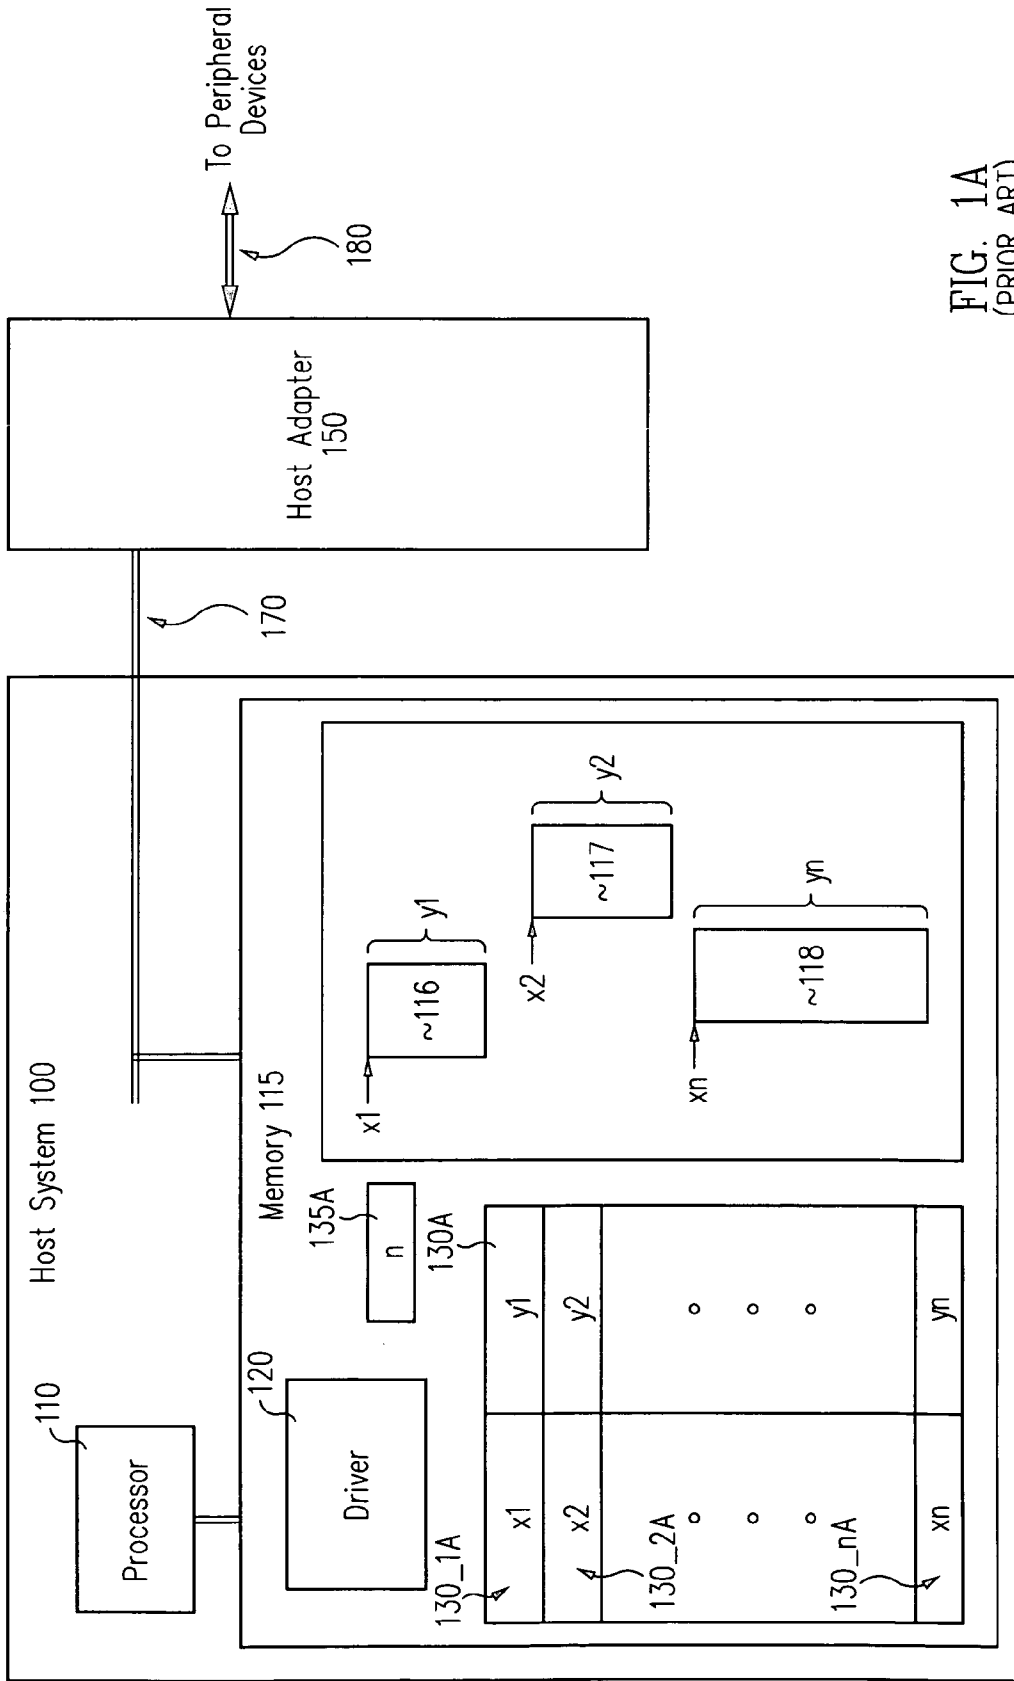 Host System 100
Processor
110
Memory 115
Driver
120
n
135A
130A
130_1A
x1
y1
x2
y2
130_2A
130_nA
xn
yn
x1
~116
y1
x2
~117
y2
xn
~118
yn
170
Host Adapter
150
180
To Peripheral
Devices
FIG. 1A
(PRIOR ART)